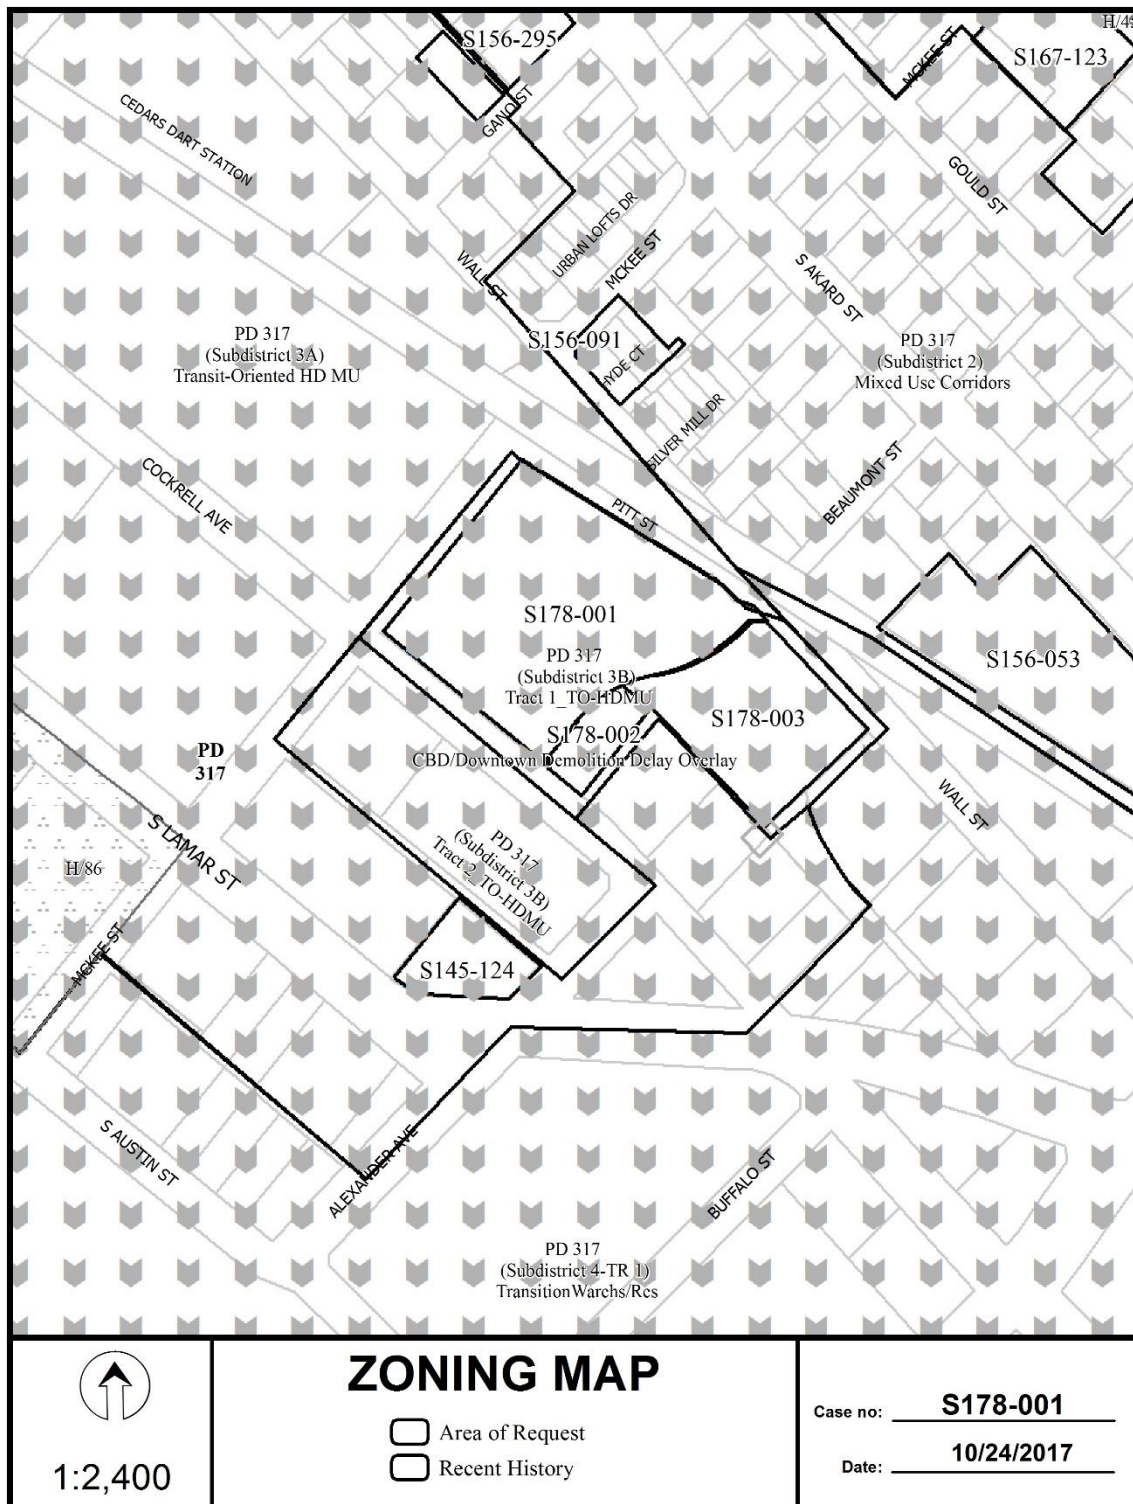 H/4
S156-295
MCKEE ST
S167-123
CEDARS DART STATION
GANO ST
GOULD ST
URBAN LOFTS DR
MCKEE ST
WALL ST
S AKARD ST
PD 317
(Subdistrict 3A)
Transit-Oriented HD MU
S156-091
HYDE CT
PD 317
(Subdistrict 2)
Mixed Use Corridors
SILVER MILL DR
COCKRELL AVE
BEAUMONT ST
PITT ST
S178-001
PD 317
(Subdistrict 3B)
Tract 1_TO-HDMU
S156-053
S178-003
S178-002
CBD/Downtown Demolition Delay Overlay
PD
317
WALL ST
S LAMAR ST
PD 317
(Subdistrict 3B)
Tract 2_TO-HDMU
H/86
MCKEE ST
S145-124
S AUSTIN ST
ALEXANDER AVE
BUFFALO ST
PD 317
(Subdistrict 4-TR 1)
TransitionWarehs/Res
1:2,400
ZONING MAP
Area of Request
Recent History
Case no: S178-001
Date: 10/24/2017